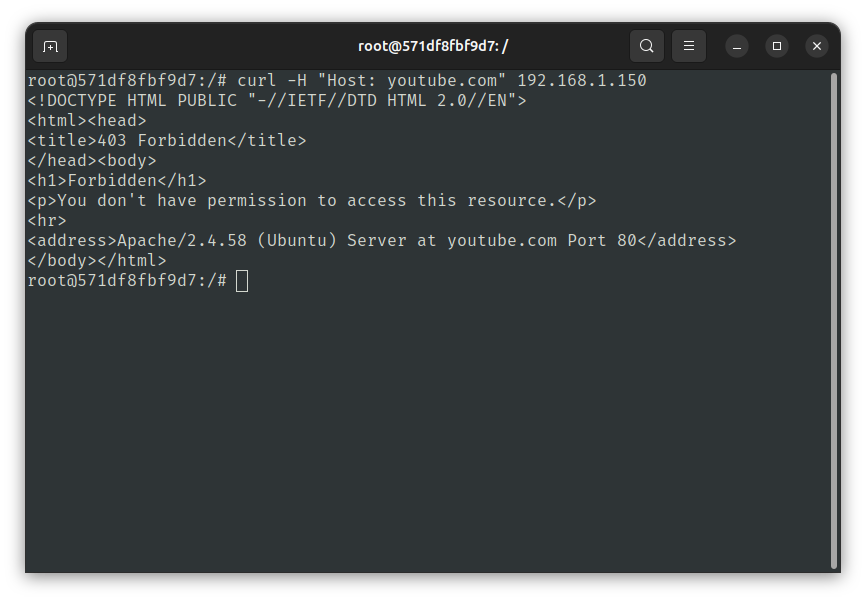 root@571df8fbf9d7: /
root@571df8fbf9d7:/# curl -H "Host: youtube.com" 192.168.1.150
<!DOCTYPE HTML PUBLIC "-//IETF//DTD HTML 2.0//EN">
<html><head>
<title>403 Forbidden</title>
</head><body>
<h1>Forbidden</h1>
<p>You don't have permission to access this resource.</p>
<hr>
<address>Apache/2.4.58 (Ubuntu) Server at youtube.com Port 80</address>
</body></html>
root@571df8fbf9d7:/#